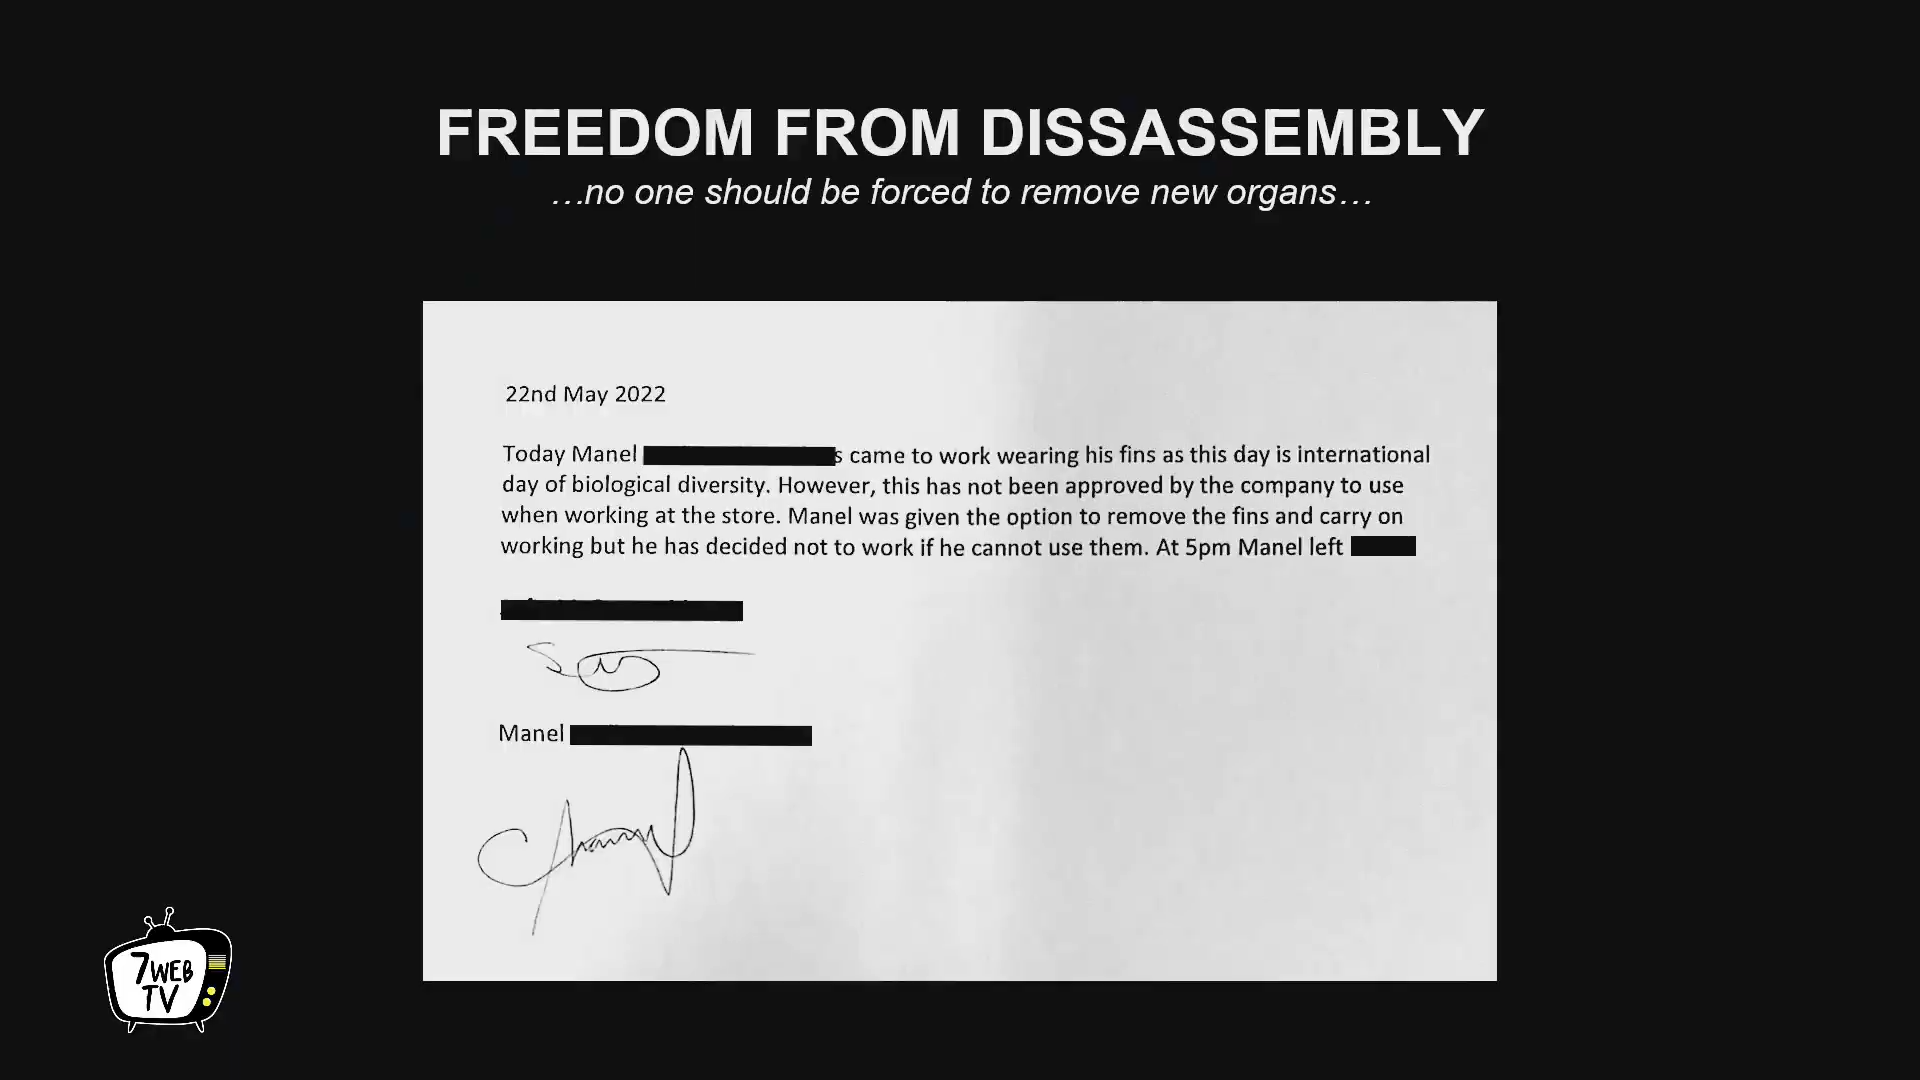 FREEDOM FROM DISSASSEMBLY
…no one should be forced to remove new organs…
22nd May 2022
Today Manel s came to work wearing his fins as this day is international
day of biological diversity. However, this has not been approved by the company to use
when working at the store. Manel was given the option to remove the fins and carry on
working but he has decided not to work if he cannot use them. At 5pm Manel left
Manel
7WEB
TV